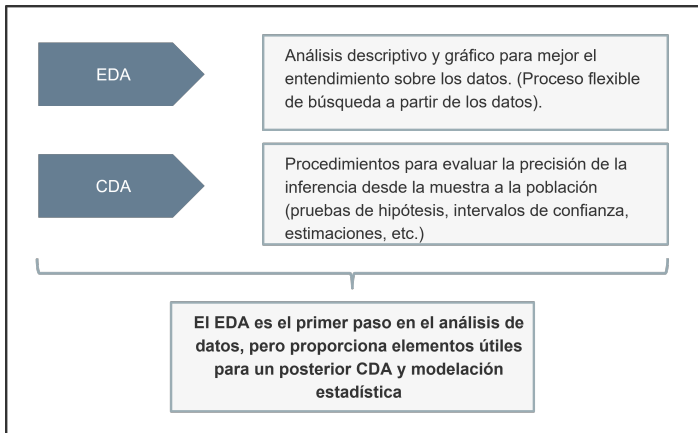 EDA
Análisis descriptivo y gráfico para mejor el
entendimiento sobre los datos. (Proceso flexible
de búsqueda a partir de los datos).
CDA
Procedimientos para evaluar la precisión de la
inferencia desde la muestra a la población
(pruebas de hipótesis, intervalos de confianza,
estimaciones, etc.)
El EDA es el primer paso en el análisis de
datos, pero proporciona elementos útiles
para un posterior CDA y modelación
estadística